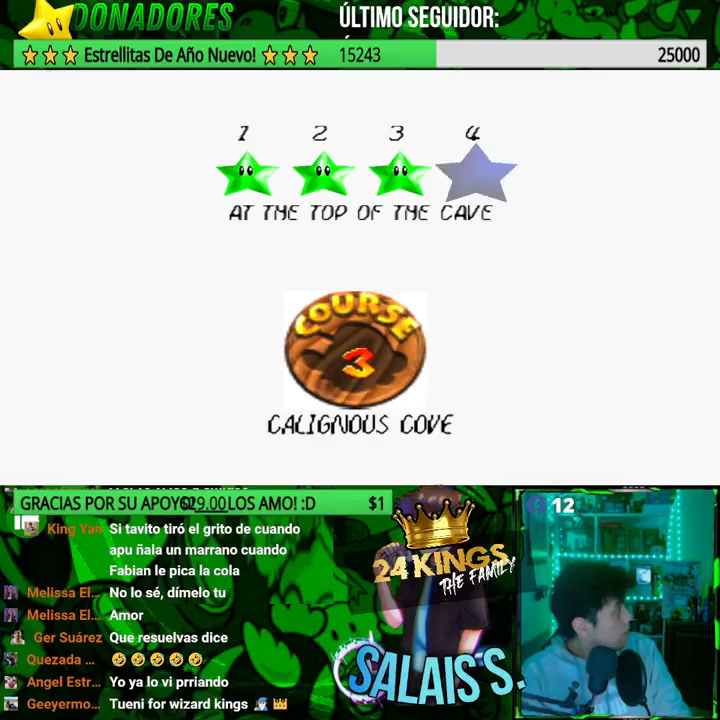 DONADORES
ÚLTIMO SEGUIDOR:
Estrellitas De Año Nuevo!
15243
25000
1 2 3 4
AT THE TOP OF THE CAVE
COURSE
3
CALIGNOUS COVE
GRACIAS POR SU APOYO! LOS AMO! :D
$29.00
$1
12
King Yan Si tavito tiró el grito de cuando
apu ñala un marrano cuando
Fabian le pica la cola
Melissa El... No lo sé, dímelo tu
Melissa El... Amor
Ger Suárez Que resuelvas dice
Quezada ... 🤣🤣🤣🤣🤣
Angel Estr... Yo ya lo vi prriando
Geeyermo... Tueni for wizard kings
24 KINGS
THE FAMILY
SALAIS S.